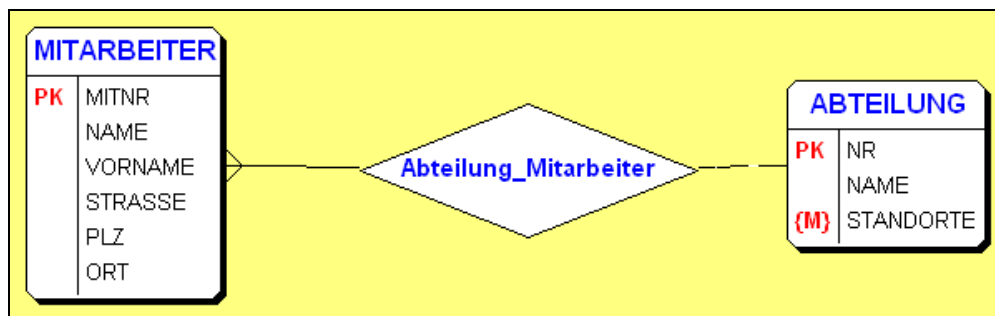 MITARBEITER
PK MITNR
NAME
VORNAME
STRASSE
PLZ
ORT
Abteilung_Mitarbeiter
ABTEILUNG
PK NR
NAME
{M} STANDORTE